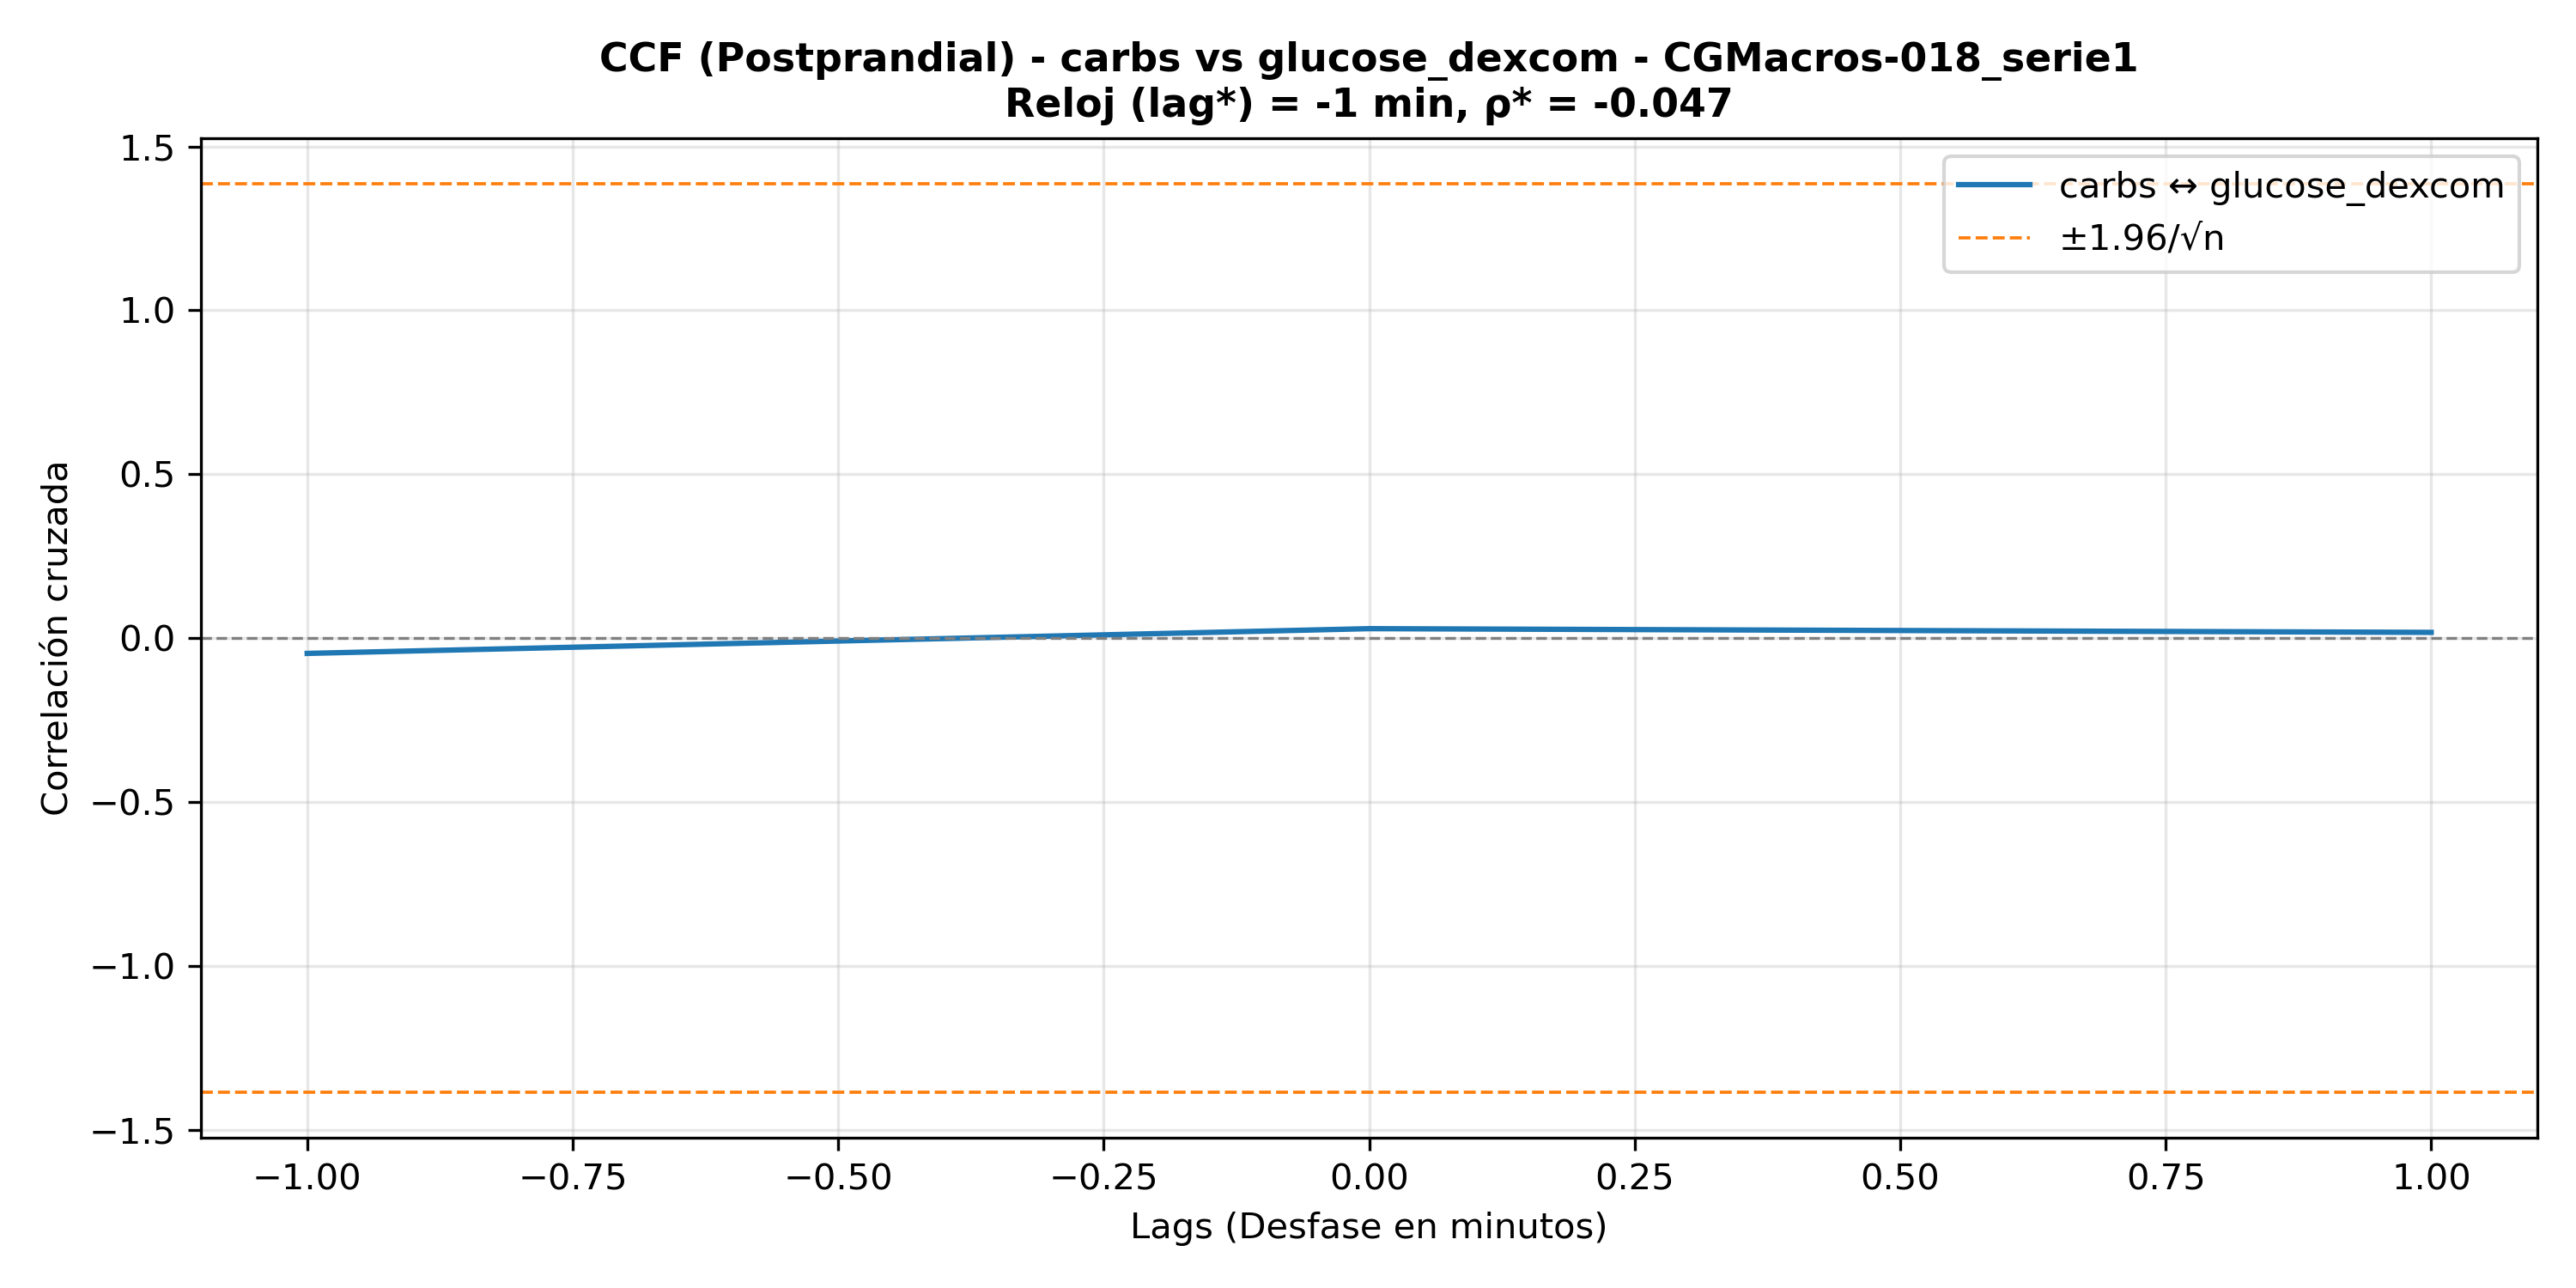 CCF (Postprandial) - carbs vs glucose_dexcom - CGMacros-018_serie1
Reloj (lag*) = -1 min, ρ* = -0.047
carbs ↔ glucose_dexcom
±1.96/√n
Correlación cruzada
1.5
1.0
0.5
0.0
−0.5
−1.0
−1.5
−1.00 −0.75 −0.50 −0.25 0.00 0.25 0.50 0.75 1.00
Lags (Desfase en minutos)